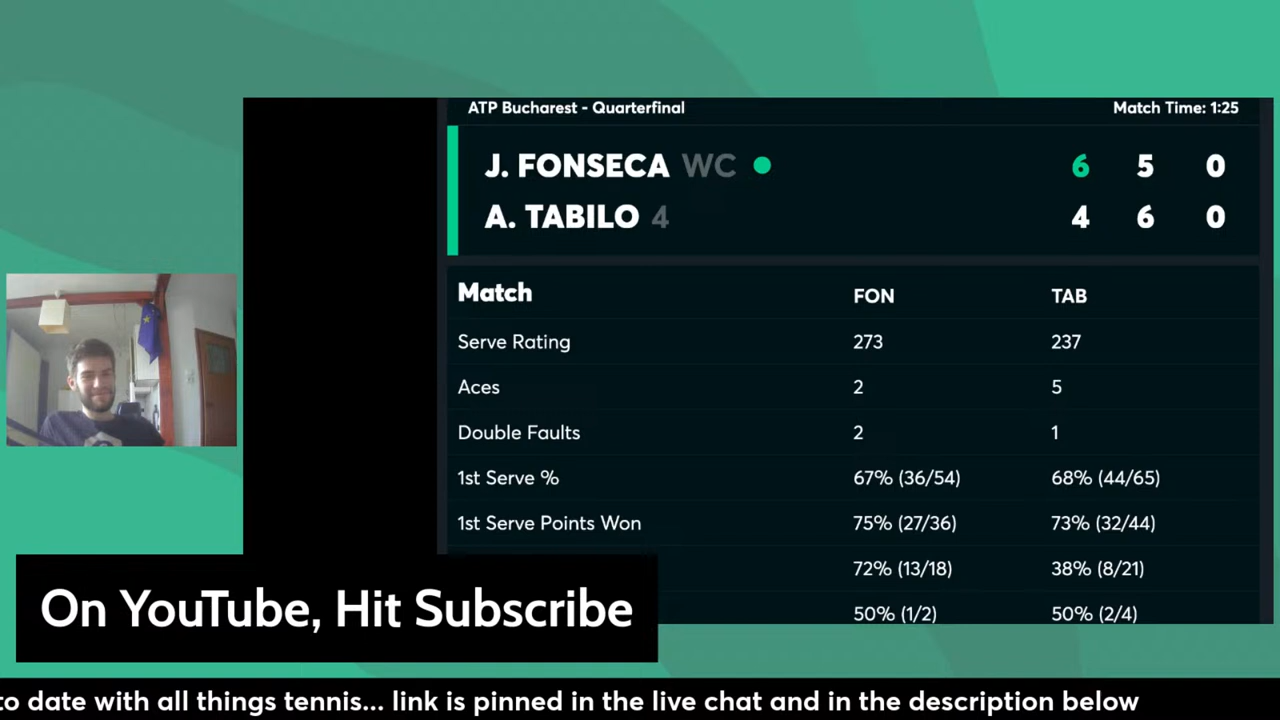 ATP Bucharest - Quarterfinal Match Time: 1:25
J. FONSECA WC 6 5 0
A. TABILO 4 4 6 0
Match FON TAB
Serve Rating 273 237
Aces 2 5
Double Faults 2 1
1st Serve % 67% (36/54) 68% (44/65)
1st Serve Points Won 75% (27/36) 73% (32/44)
72% (13/18) 38% (8/21)
50% (1/2) 50% (2/4)
On YouTube, Hit Subscribe
to date with all things tennis... link is pinned in the live chat and in the description below